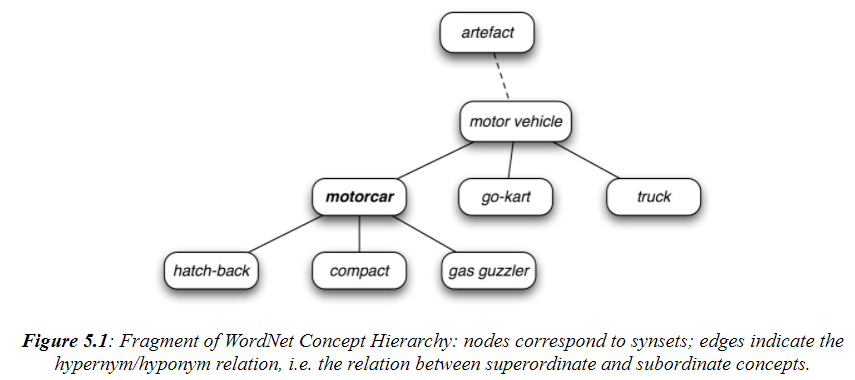 artefact
motor vehicle
motorcar
go-kart
truck
hatch-back
compact
gas guzzler
Figure 5.1: Fragment of WordNet Concept Hierarchy: nodes correspond to synsets; edges indicate the
hypernym/hyponym relation, i.e. the relation between superordinate and subordinate concepts.